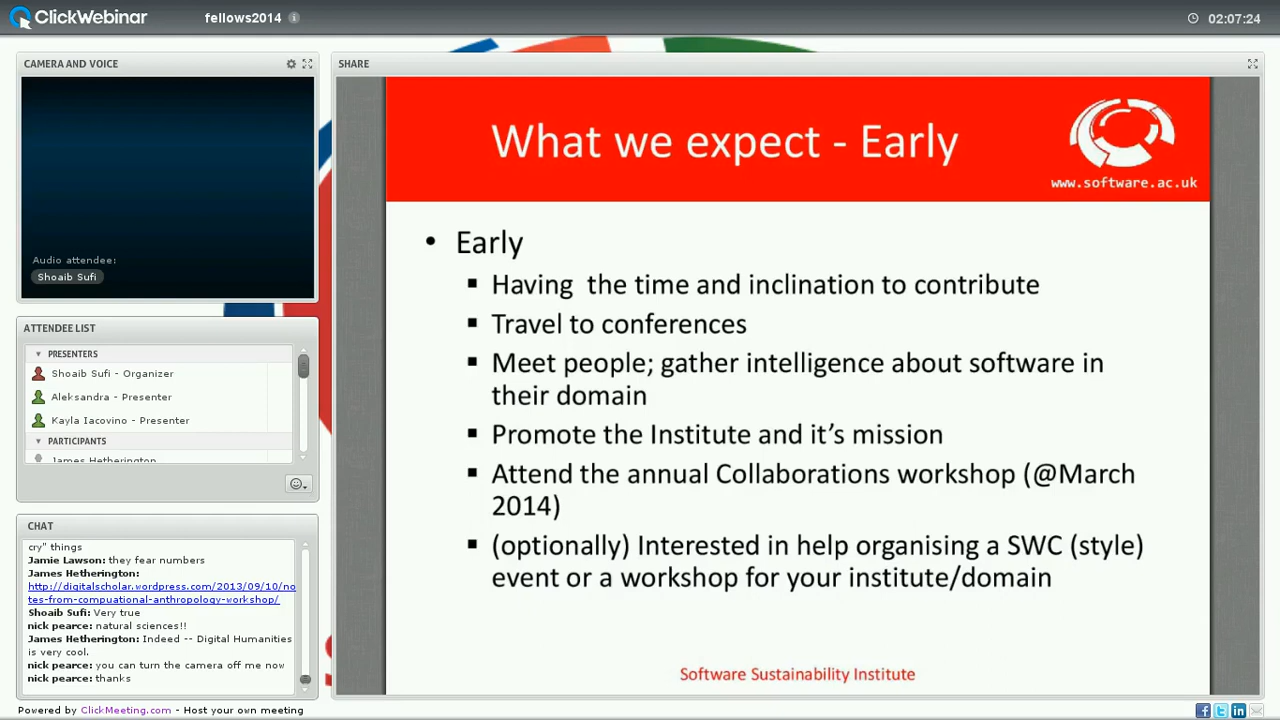 ClickWebinar
fellows2014
02:07:24
CAMERA AND VOICE
Audio attendee:
Shoaib Sufi
ATTENDEE LIST
PRESENTERS
Shoaib Sufi - Organizer
Aleksandra - Presenter
Kayla Iacovino - Presenter
PARTICIPANTS
James Hetherington
CHAT
cry" things
Jamie Lawson: they fear numbers
James Hetherington:
http://digitalscholar.wordpress.com/2013/09/10/no
tes-from-compuational-anthropology-workshop/
Shoaib Sufi: Very true
nick pearce: natural sciences!!
James Hetherington: Indeed -- Digital Humanities
is very cool.
nick pearce: you can turn the camera off me now
nick pearce: thanks
SHARE
What we expect - Early
www.software.ac.uk
• Early
▪ Having the time and inclination to contribute
▪ Travel to conferences
▪ Meet people; gather intelligence about software in
their domain
▪ Promote the Institute and it's mission
▪ Attend the annual Collaborations workshop (@March
2014)
▪ (optionally) Interested in help organising a SWC (style)
event or a workshop for your institute/domain
Software Sustainability Institute
Powered by ClickMeeting.com - Host your own meeting